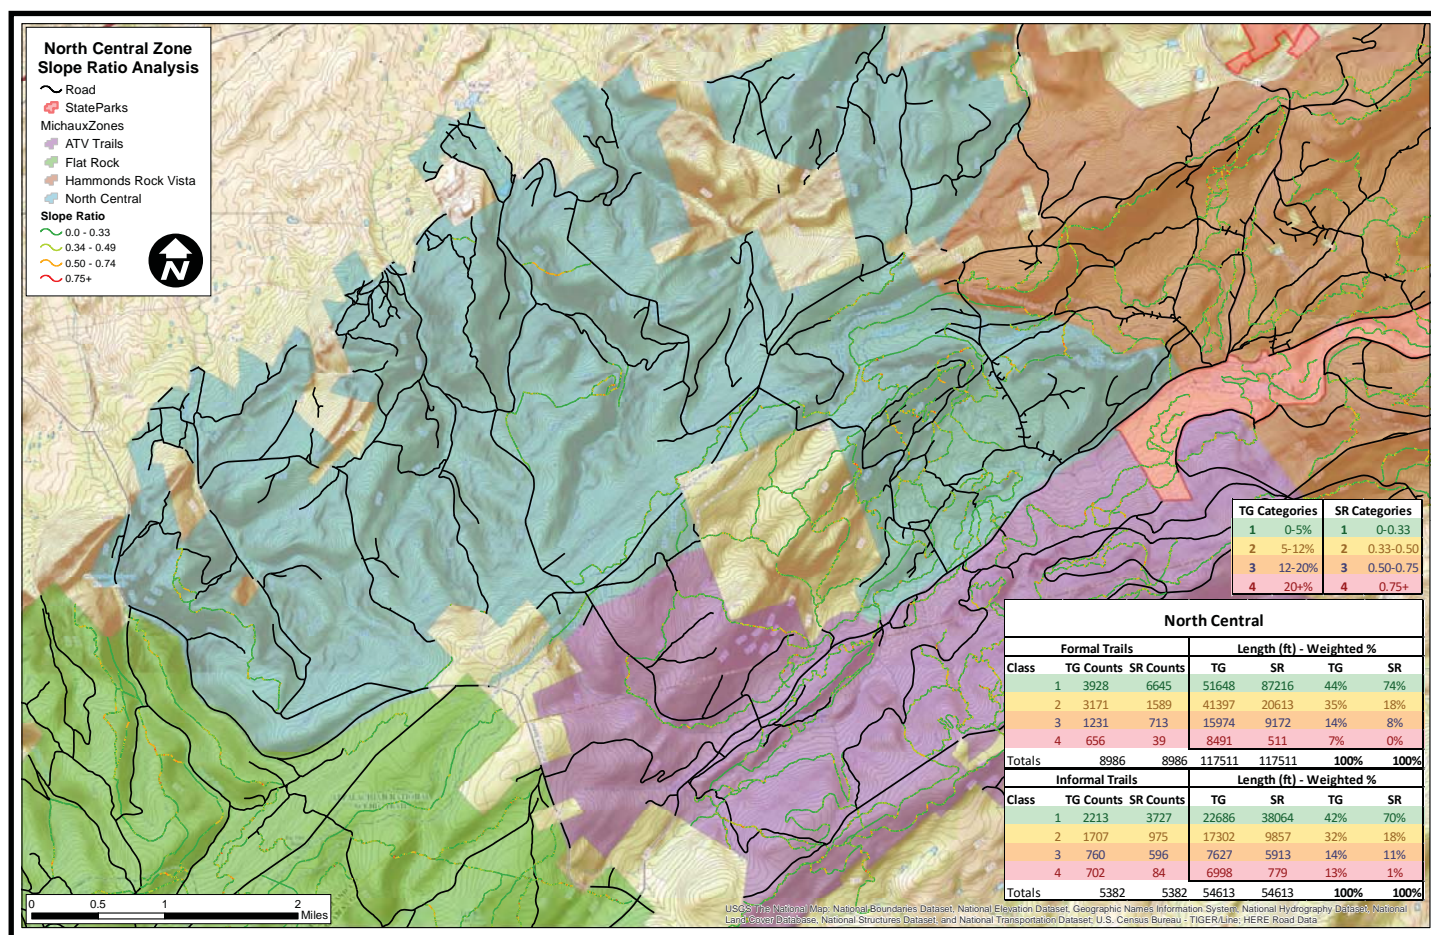 North Central Zone
Slope Ratio Analysis
Road
StateParks
MichauxZones
ATV Trails
Flat Rock
Hammonds Rock Vista
North Central
Slope Ratio
0.0 - 0.33
0.34 - 0.49
0.50 - 0.74
0.75+
N
TG Categories SR Categories
1 0-5% 1 0-0.33
2 5-12% 2 0.33-0.50
3 12-20% 3 0.50-0.75
4 20+% 4 0.75+
North Central
Formal Trails Length (ft) - Weighted %
Class TG Counts SR Counts TG SR TG SR
1 3928 6645 51648 87216 44% 74%
2 3171 1589 41397 20613 35% 18%
3 1231 713 15974 9172 14% 8%
4 656 39 8491 511 7% 0%
Totals 8986 8986 117511 117511 100% 100%
Informal Trails Length (ft) - Weighted %
Class TG Counts SR Counts TG SR TG SR
1 2213 3727 22686 38064 42% 70%
2 1707 975 17302 9857 32% 18%
3 760 596 7627 5913 14% 11%
4 702 84 6998 779 13% 1%
Totals 5382 5382 54613 54613 100% 100%
0 0.5 1 2
Miles
USGS The National Map: National Boundaries Dataset, National Elevation Dataset, Geographic Names Information System, National Hydrography Dataset, National
Land Cover Database, National Structures Dataset, and National Transportation Dataset; U.S. Census Bureau - TIGER/Line; HERE Road Data